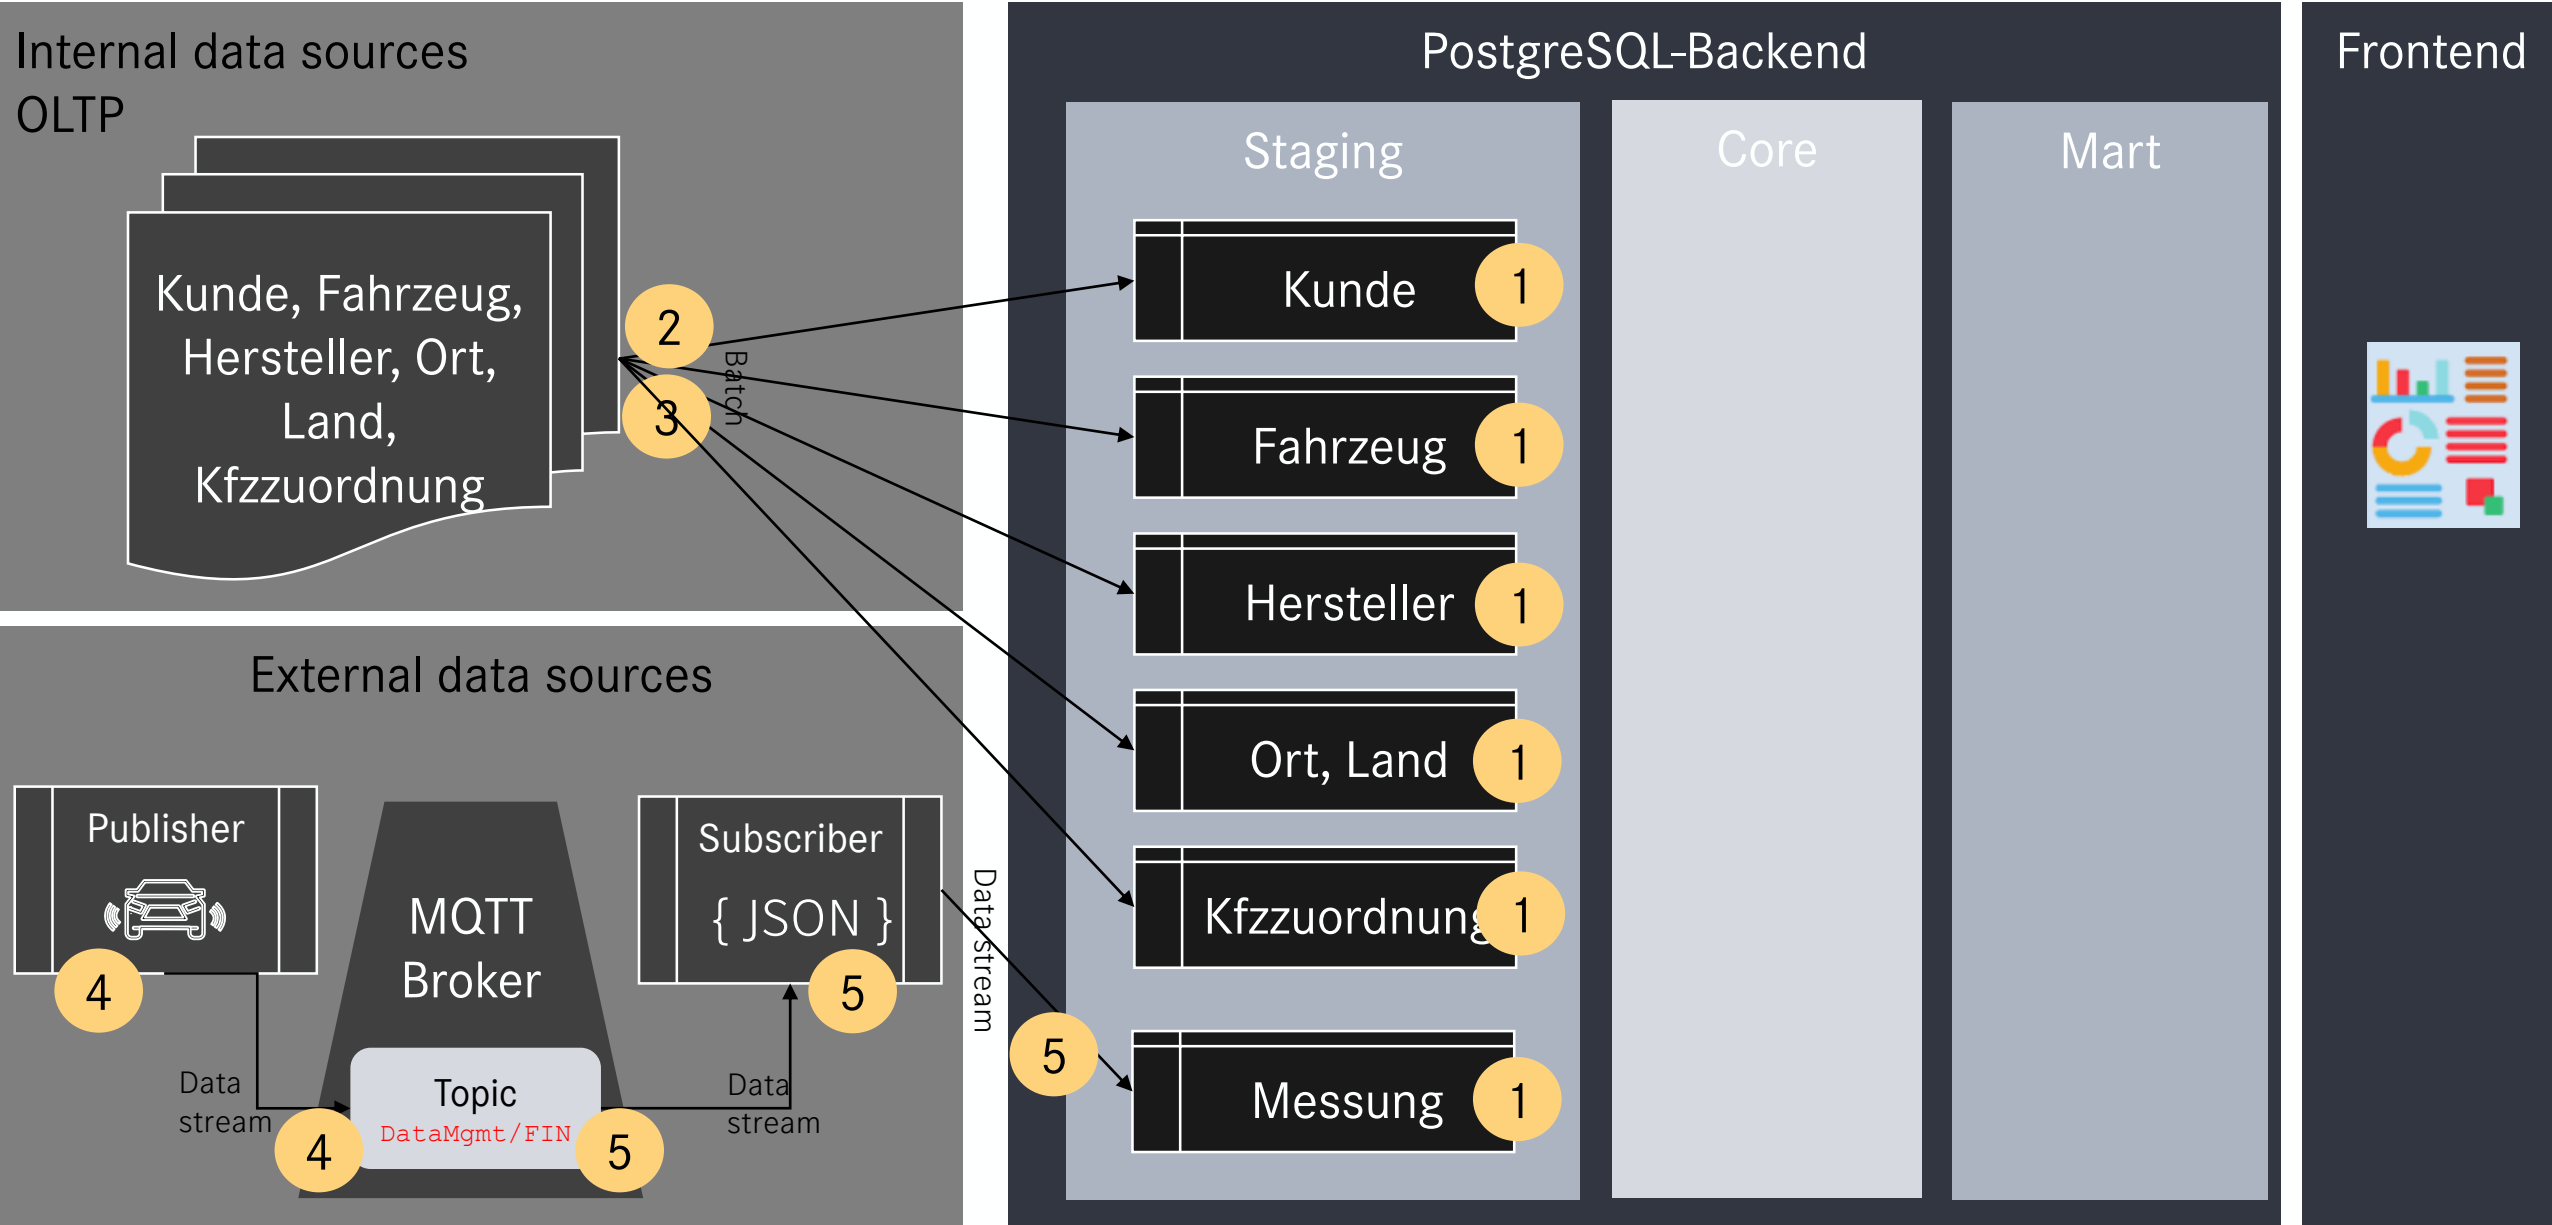 Internal data sources
OLTP
Kunde, Fahrzeug,
Hersteller, Ort,
Land,
Kfzzuordnung
2
3
Batch
External data sources
Publisher
4
Data
stream
4
MQTT
Broker
Topic
DataMgmt/FIN
5
Data
stream
Subscriber
{ JSON }
5
Data stream
5
PostgreSQL-Backend
Staging
Kunde
1
Fahrzeug
1
Hersteller
1
Ort, Land
1
Kfzzuordnung
1
Messung
1
Core
Mart
Frontend